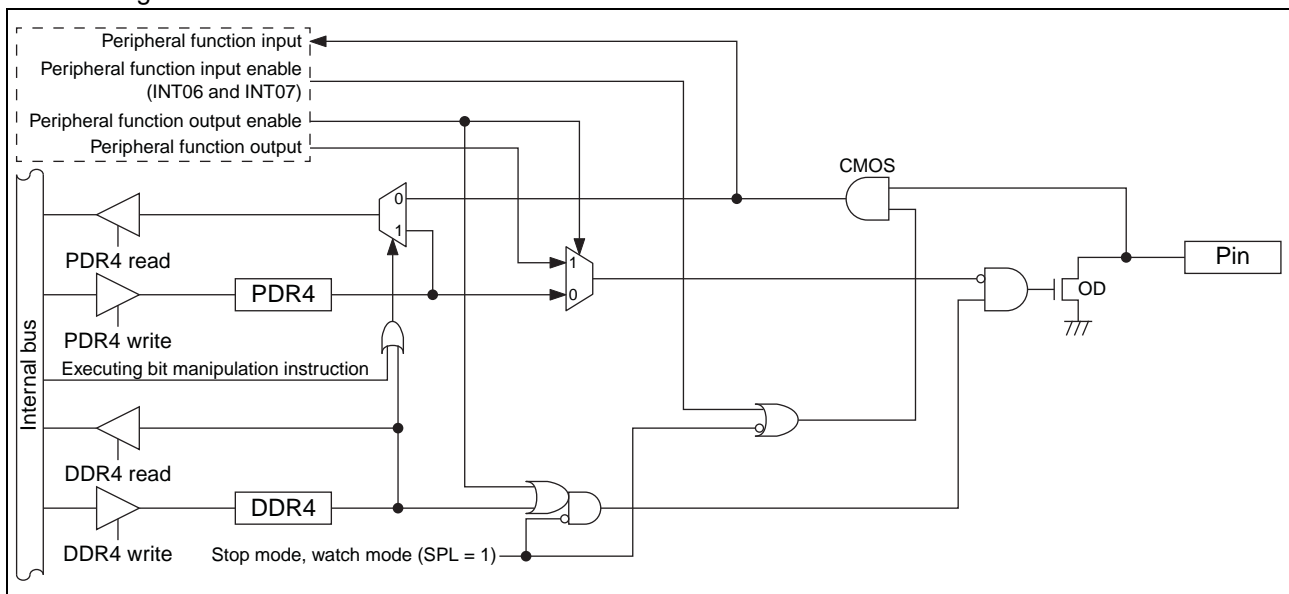 Peripheral function input
Peripheral function input enable
(INT06 and INT07)
Peripheral function output enable
Peripheral function output
CMOS
0
1
PDR4 read
Pin
1
0
PDR4
OD
PDR4 write
Executing bit manipulation instruction
Internal bus
DDR4 read
DDR4
DDR4 write
Stop mode, watch mode (SPL = 1)